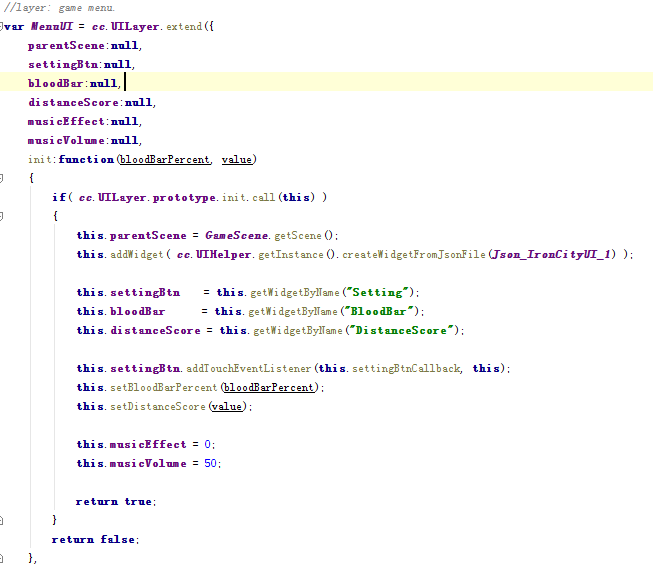 //layer: game menu.
var MenuUI = cc.UILayer.extend({
    parentScene:null,
    settingBtn:null,
    bloodBar:null,
    distanceScore:null,
    musicEffect:null,
    musicVolume:null,
    init:function(bloodBarPercent, value)
    {
        if( cc.UILayer.prototype.init.call(this) )
        {
            this.parentScene = GameScene.getScene();
            this.addWidget( cc.UIHelper.getInstance().createWidgetFromJsonFile(Json_IronCityUI_1) );

            this.settingBtn   = this.getWidgetByName("Setting");
            this.bloodBar     = this.getWidgetByName("BloodBar");
            this.distanceScore = this.getWidgetByName("DistanceScore");

            this.settingBtn.addTouchEventListener(this.settingBtnCallback, this);
            this.setBloodBarPercent(bloodBarPercent);
            this.setDistanceScore(value);

            this.musicEffect = 0;
            this.musicVolume = 50;

            return true;
        }
        return false;
    },